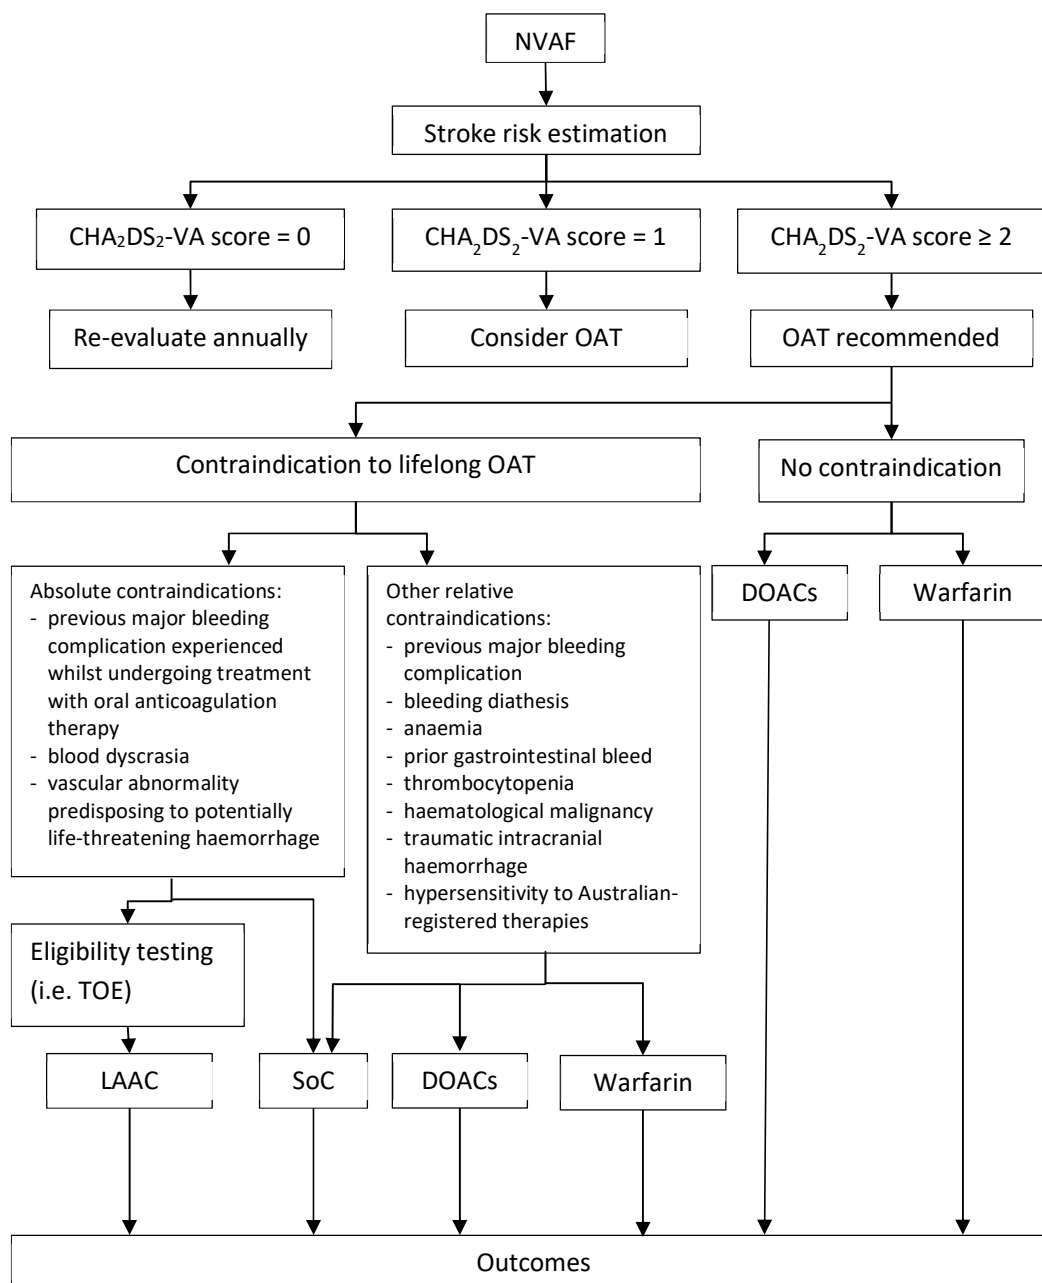 NVAF
Stroke risk estimation
CHA₂DS₂-VA score = 0
CHA₂DS₂-VA score = 1
CHA₂DS₂-VA score ≥ 2
Re-evaluate annually
Consider OAT
OAT recommended
Contraindication to lifelong OAT
No contraindication
Absolute contraindications:
- previous major bleeding
complication experienced
whilst undergoing treatment
with oral anticoagulation
therapy
- blood dyscrasia
- vascular abnormality
predisposing to potentially
life-threatening haemorrhage
Other relative
contraindications:
- previous major bleeding
complication
- bleeding diathesis
- anaemia
- prior gastrointestinal bleed
- thrombocytopenia
- haematological malignancy
- traumatic intracranial
haemorrhage
- hypersensitivity to Australian-
registered therapies
DOACs
Warfarin
Eligibility testing
(i.e. TOE)
LAAC
SoC
DOACs
Warfarin
Outcomes